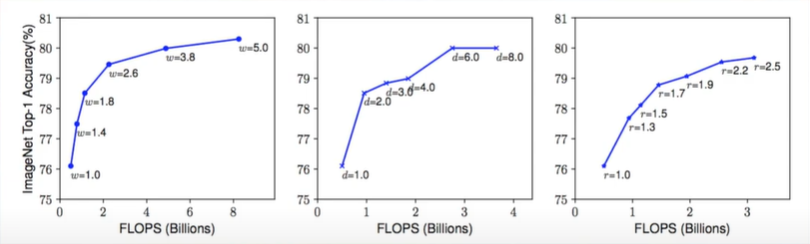 ImageNet Top-1 Accuracy(%)
81
80
79
78
77
76
75
w=5.0
w=3.8
w=2.6
w=1.8
w=1.4
w=1.0
0 2 4 6 8
FLOPS (Billions)
81
80
79
78
77
76
75
d=6.0 d=8.0
d=4.0
d=3.0
d=2.0
d=1.0
0 1 2 3 4
FLOPS (Billions)
81
80
79
78
77
76
75
r=2.5
r=2.2
r=1.9
r=1.7
r=1.5
r=1.3
r=1.0
0 1 2 3
FLOPS (Billions)